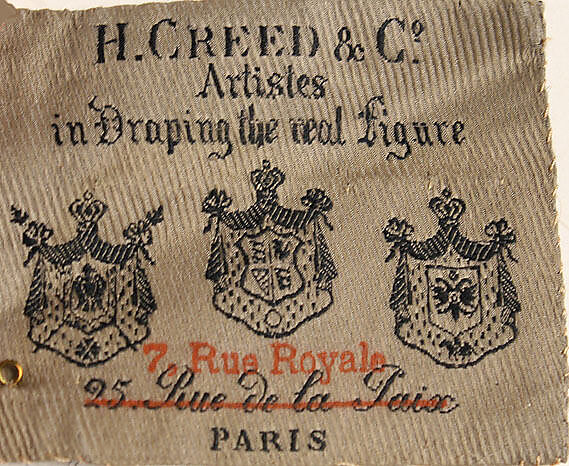 H. CREED & Cº.
Artistes
in Draping the real figure
7, Rue Royale
25. Rue de la Paix
PARIS